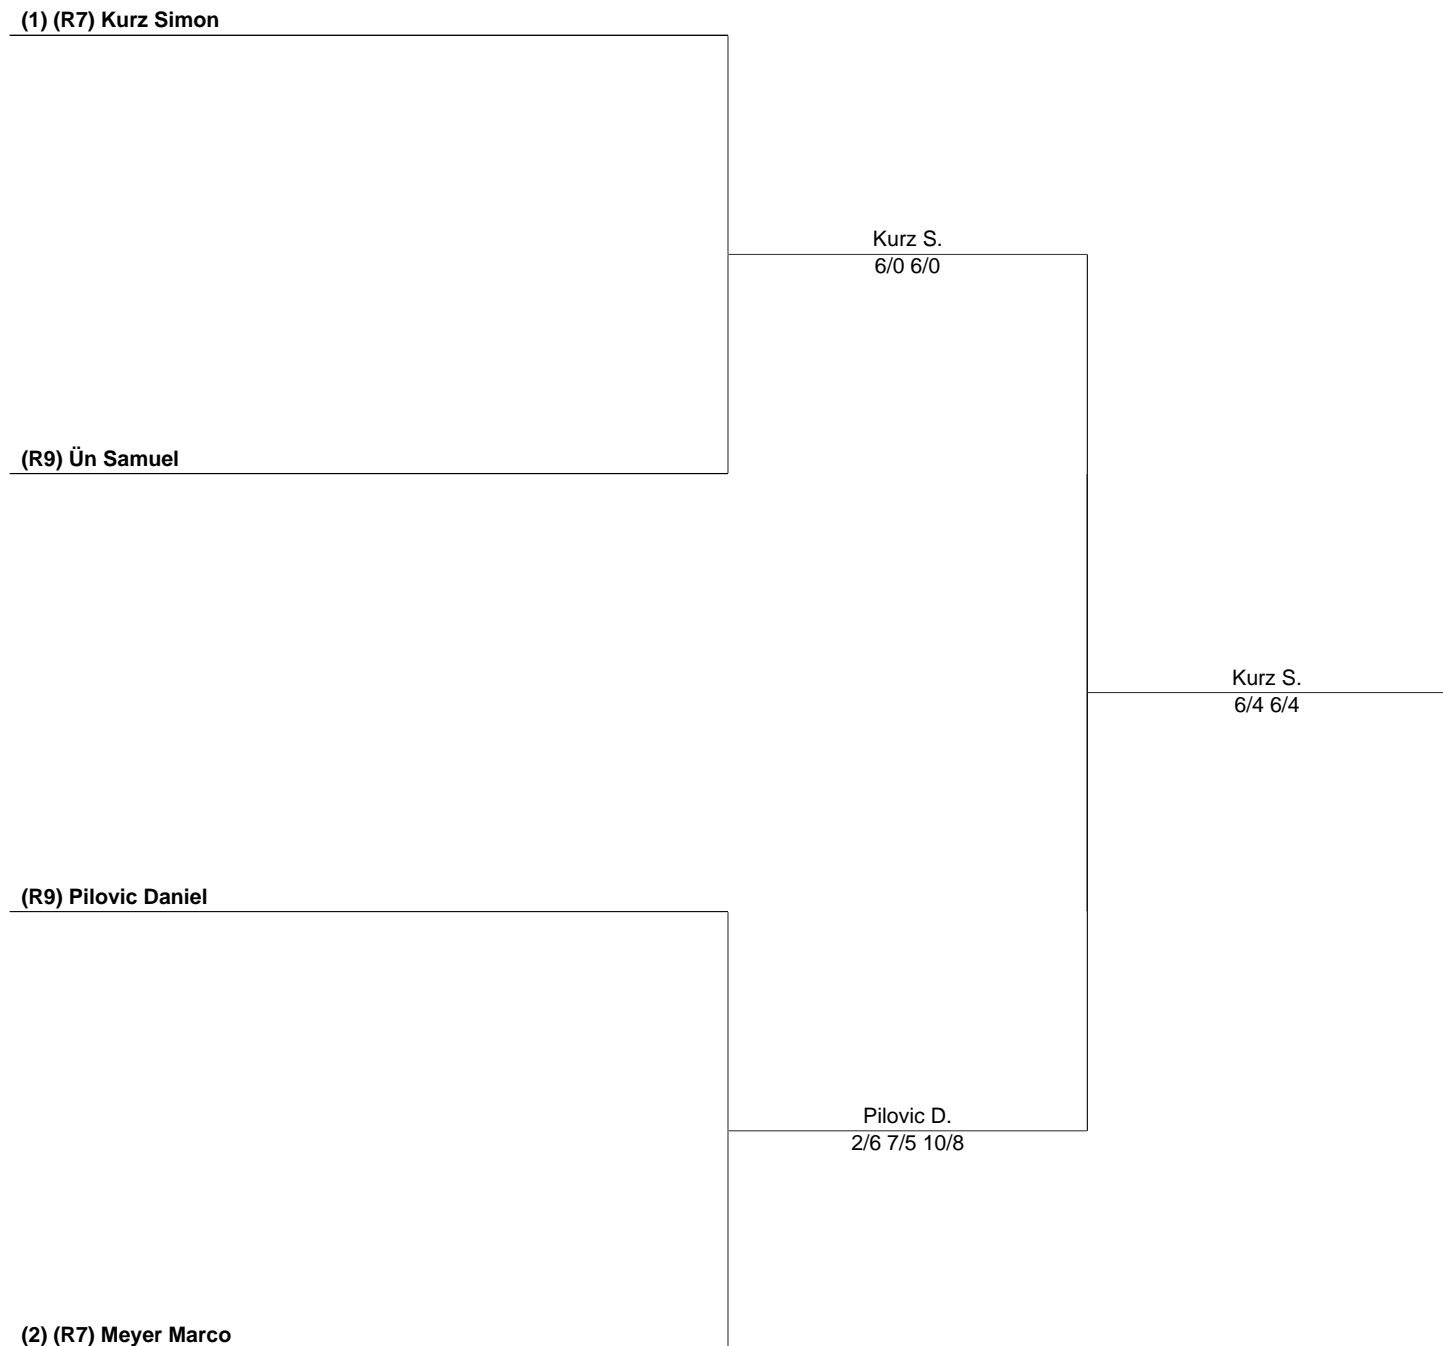 (1) (R7) Kurz Simon
Kurz S.
6/0 6/0
(R9) Ün Samuel
Kurz S.
6/4 6/4
(R9) Pilovic Daniel
Pilovic D.
2/6 7/5 10/8
(2) (R7) Meyer Marco